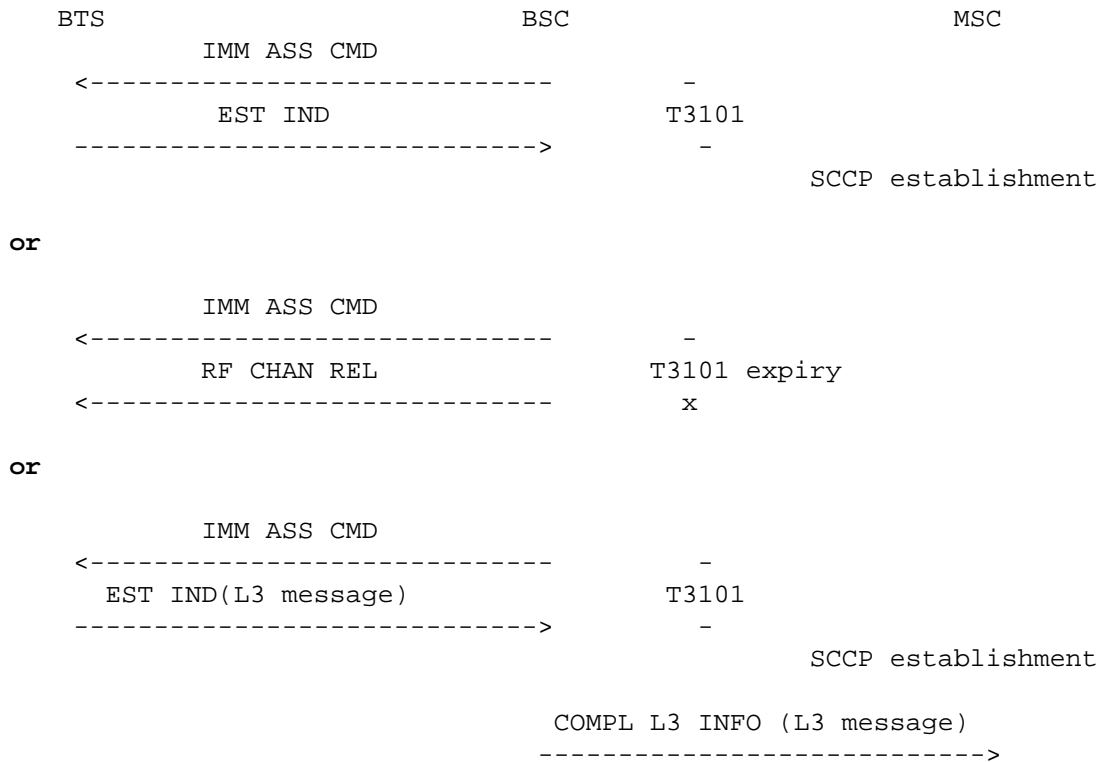 BTS BSC MSC
IMM ASS CMD
<----------------------------- -
EST IND T3101
-----------------------------> -
SCCP establishment
or
IMM ASS CMD
<----------------------------- -
RF CHAN REL T3101 expiry
<----------------------------- x
or
IMM ASS CMD
<----------------------------- -
EST IND(L3 message) T3101
-----------------------------> -
SCCP establishment
COMPL L3 INFO (L3 message)
---------------------------->